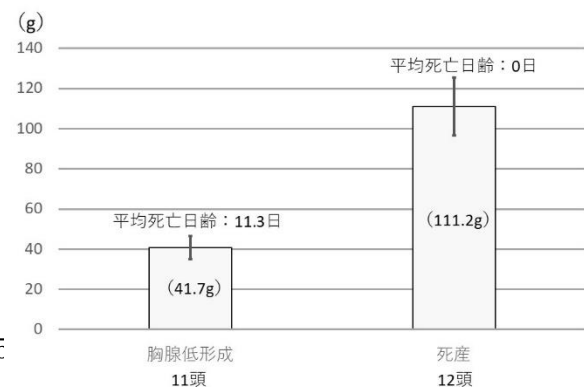 (g)
140
平均死亡日齢：0日
120
100
80
60
平均死亡日齢：11.3日
(111.2g)
40
(41.7g)
20
0
胸腺低形成
死産
11頭
12頭